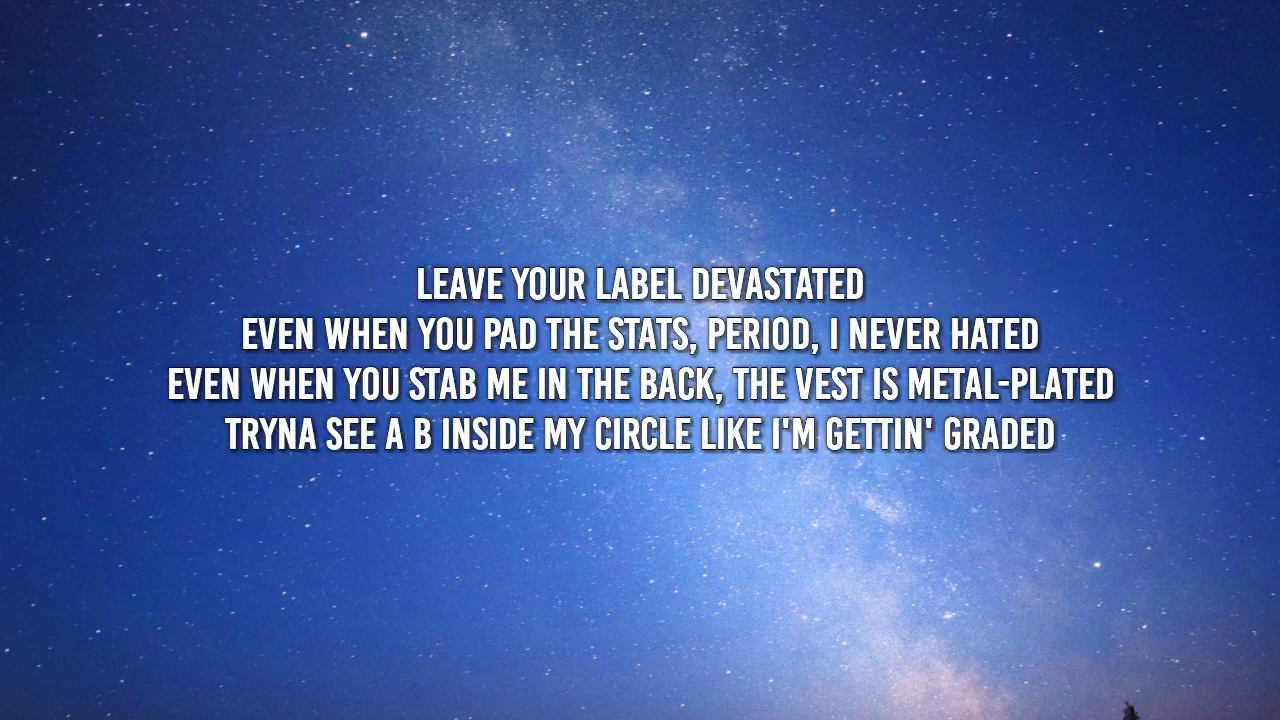 LEAVE YOUR LABEL DEVASTATED
EVEN WHEN YOU PAD THE STATS, PERIOD, I NEVER HATED
EVEN WHEN YOU STAB ME IN THE BACK, THE VEST IS METAL-PLATED
TRYNA SEE A B INSIDE MY CIRCLE LIKE I'M GETTIN' GRADED